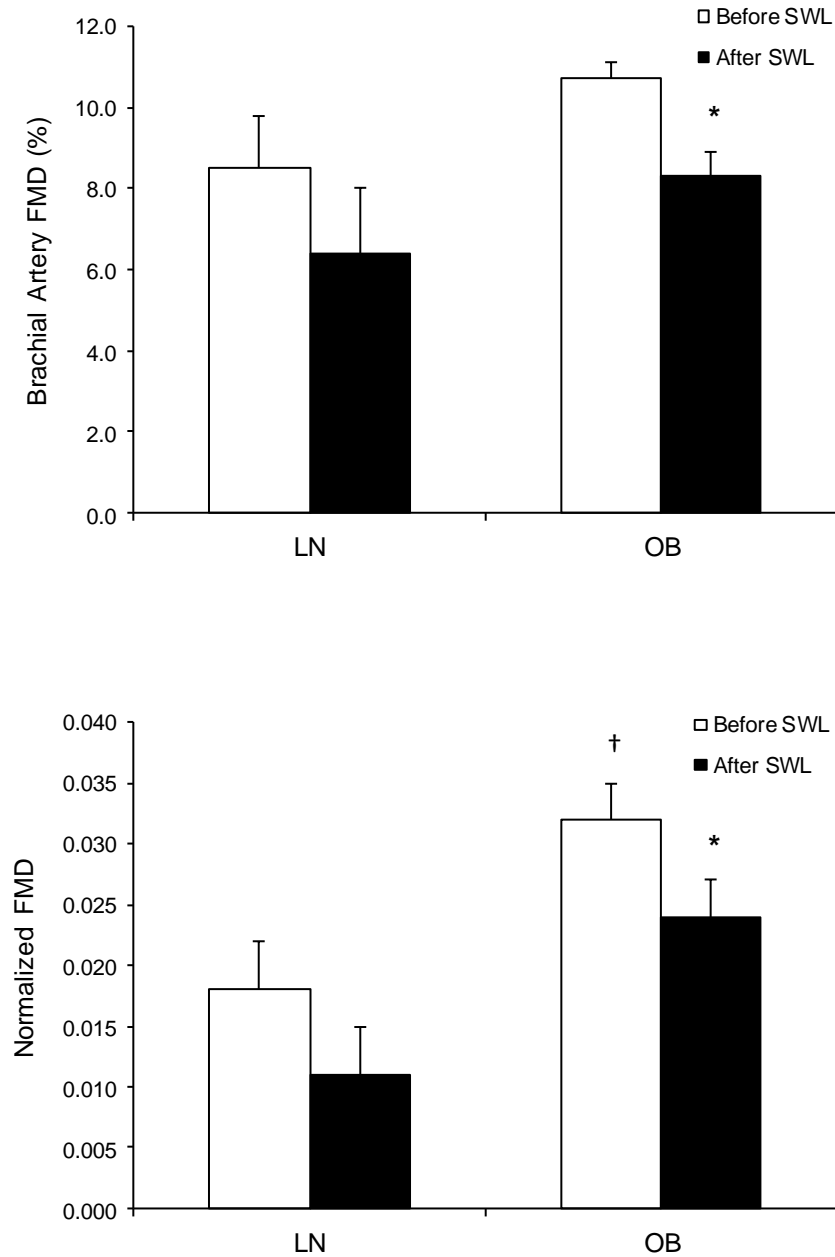 Before SWL
After SWL
Brachial Artery FMD (%)
12.0
10.0
8.0
6.0
4.0
2.0
0.0
*
LN
OB
Before SWL
After SWL
Normalized FMD
0.040
0.035
0.030
0.025
0.020
0.015
0.010
0.005
0.000
†
*
LN
OB